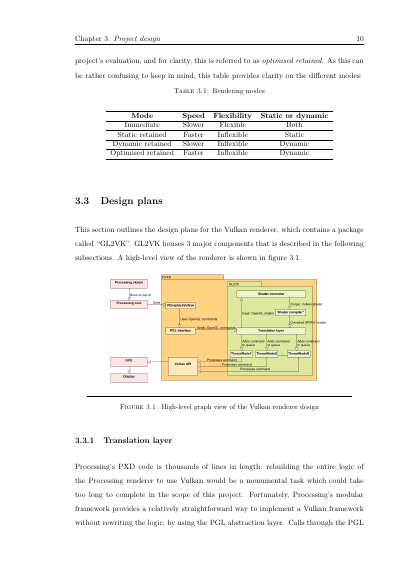 Chapter 3. Project design 10
project's evaluation, and for clarity, this is referred to as optimised retained. As this can
be rather confusing to keep in mind, this table provides clarity on the different modes:
Table 3.1: Rendering modes
Mode Speed Flexibility Static or dynamic
Immediate Slower Flexible Both
Static retained Faster Inflexible Static
Dynamic retained Slower Inflexible Dynamic
Optimised retained Faster Inflexible Dynamic
3.3 Design plans
This section outlines the design plans for the Vulkan renderer, which contains a package
called "GL2VK". GL2VK houses 3 major components that is described in the following
subsections. A high-level view of the renderer is shown in figure 3.1.
Processing sketch
Runs on top of
Processing core
PVXD
GL2VK
Shader converter
PGraphicsVulkan
Uses OpenGL commands
PGL interface
Sends OpenGL commands
Input OpenGL shader
Output Vulkan shader
Shader compiler
Compiled SPIRV shader
Translation layer
Adds command
to queue
Adds command
to queue
Adds command
to queue
ThreadNode1
ThreadNode2
ThreadNodeN
GPU
Vulkan API
Processes command
Processes command
Processes command
Display
Figure 3.1: High-level graph view of the Vulkan renderer design
3.3.1 Translation layer
Processing's PXD code is thousands of lines in length; rebuilding the entire logic of
the Processing renderer to use Vulkan would be a monumental task which could take
too long to complete in the scope of this project. Fortunately, Processing's modular
framework provides a relatively straightforward way to implement a Vulkan framework
without rewriting the logic; by using the PGL abstraction layer. Calls through the PGL